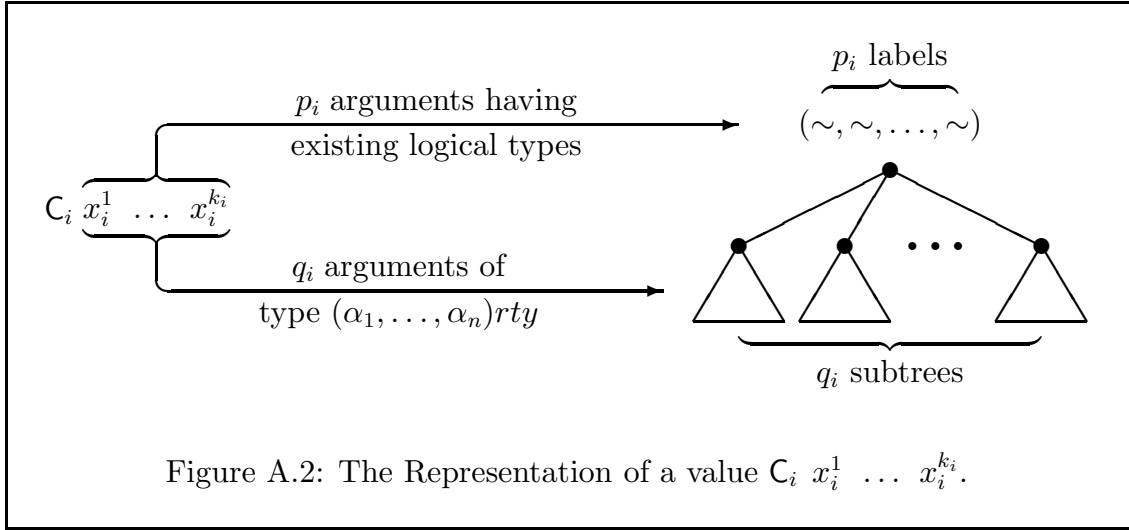 p_i labels
p_i arguments having
(∼, ∼, . . . , ∼)
existing logical types
C_i x_i^1 . . . x_i^{k_i}
q_i arguments of
type (α_1, . . . , α_n)rty
q_i subtrees
Figure A.2: The Representation of a value C_i x_i^1 . . . x_i^{k_i}.